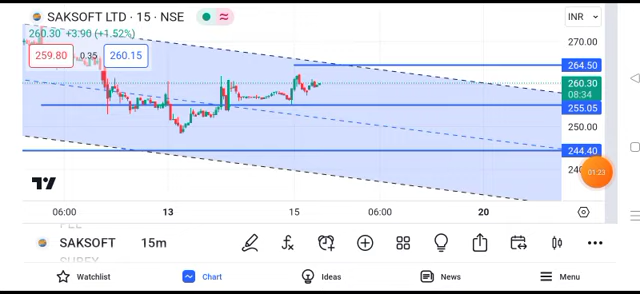 SAKSOFT LTD · 15 · NSE
INR
260.30 +3.90 (+1.52%)
259.80 0.35 260.15
270.00
264.50
260.30
08:34
255.05
250.00
244.40
240
01:23
06:00 13 15 06:00 20
SAKSOFT 15m
Watchlist Chart Ideas News Menu